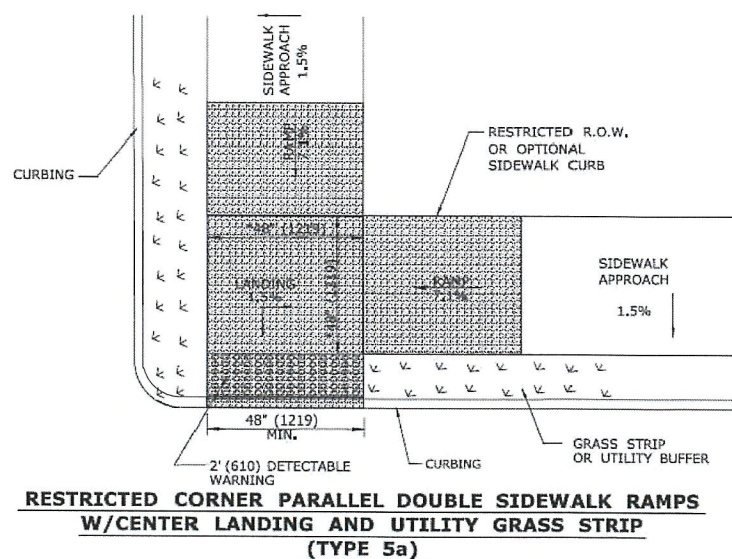 SIDEWALK
APPROACH
1.5%
RAMP
7.1%
RESTRICTED R.O.W.
OR OPTIONAL
SIDEWALK CURB
CURBING
*48" (1219)
*48" (1219)
LANDING
1.5%
RAMP
7.1%
SIDEWALK
APPROACH
1.5%
48" (1219)
MIN.
2' (610) DETECTABLE
WARNING
CURBING
GRASS STRIP
OR UTILITY BUFFER
RESTRICTED CORNER PARALLEL DOUBLE SIDEWALK RAMPS
W/CENTER LANDING AND UTILITY GRASS STRIP
(TYPE 5a)